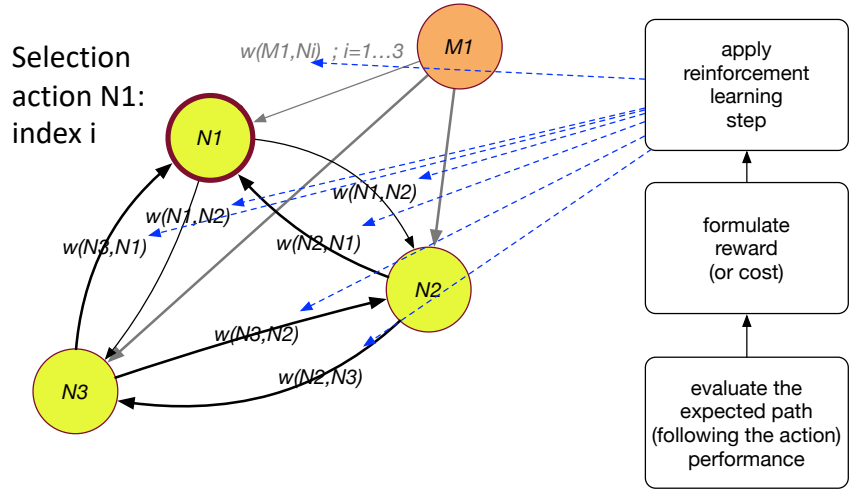 Selection
action N1:
index i
w(M1,Ni) ; i=1...3
M1
N1
w(N1,N2)
w(N1,N2)
w(N3,N1)
w(N2,N1)
N2
w(N3,N2)
w(N2,N3)
N3
apply
reinforcement
learning
step
formulate
reward
(or cost)
evaluate the
expected path
(following the action)
performance